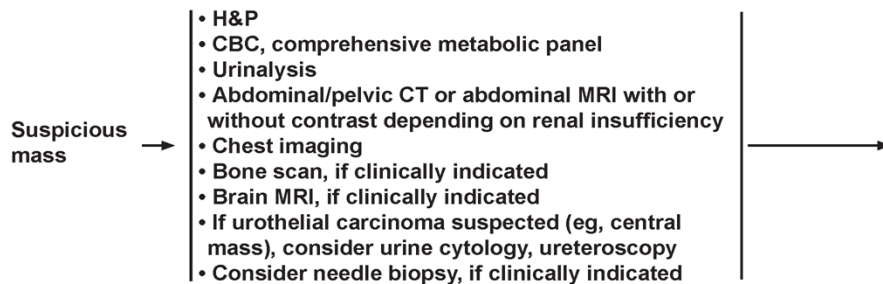 Suspicious
mass
• H&P
• CBC, comprehensive metabolic panel
• Urinalysis
• Abdominal/pelvic CT or abdominal MRI with or
without contrast depending on renal insufficiency
• Chest imaging
• Bone scan, if clinically indicated
• Brain MRI, if clinically indicated
• If urothelial carcinoma suspected (eg, central
mass), consider urine cytology, ureteroscopy
• Consider needle biopsy, if clinically indicated